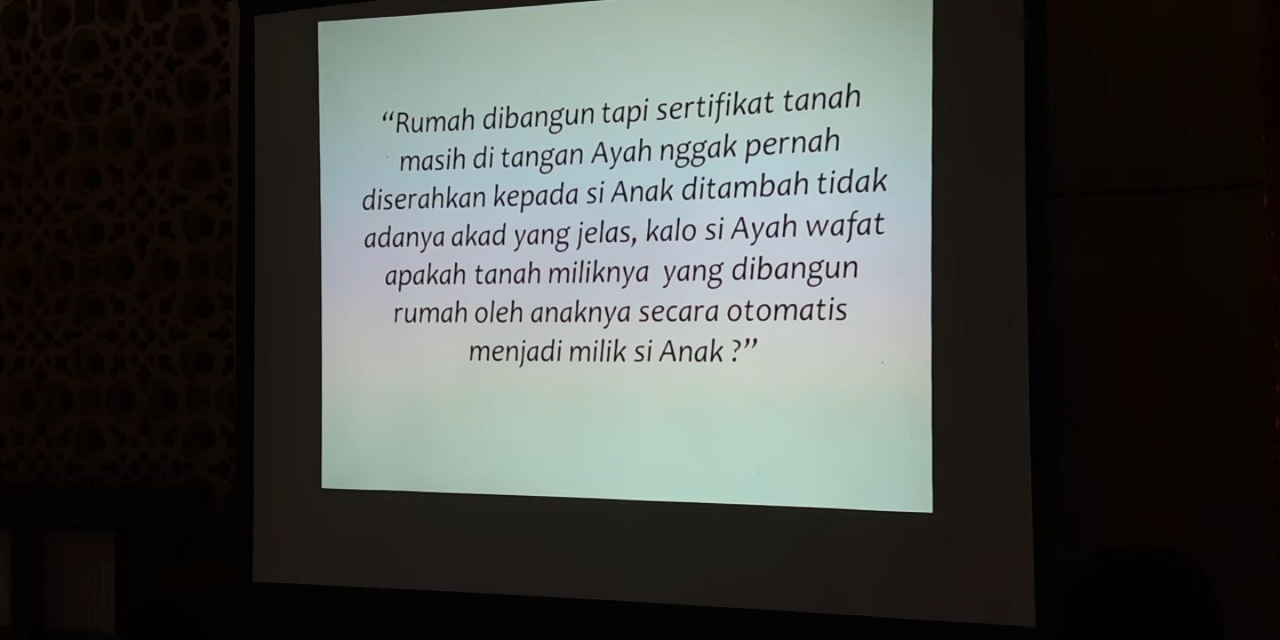 “Rumah dibangun tapi sertifikat tanah
masih di tangan Ayah nggak pernah
diserahkan kepada si Anak ditambah tidak
adanya akad yang jelas, kalo si Ayah wafat
apakah tanah miliknya yang dibangun
rumah oleh anaknya secara otomatis
menjadi milik si Anak ?”